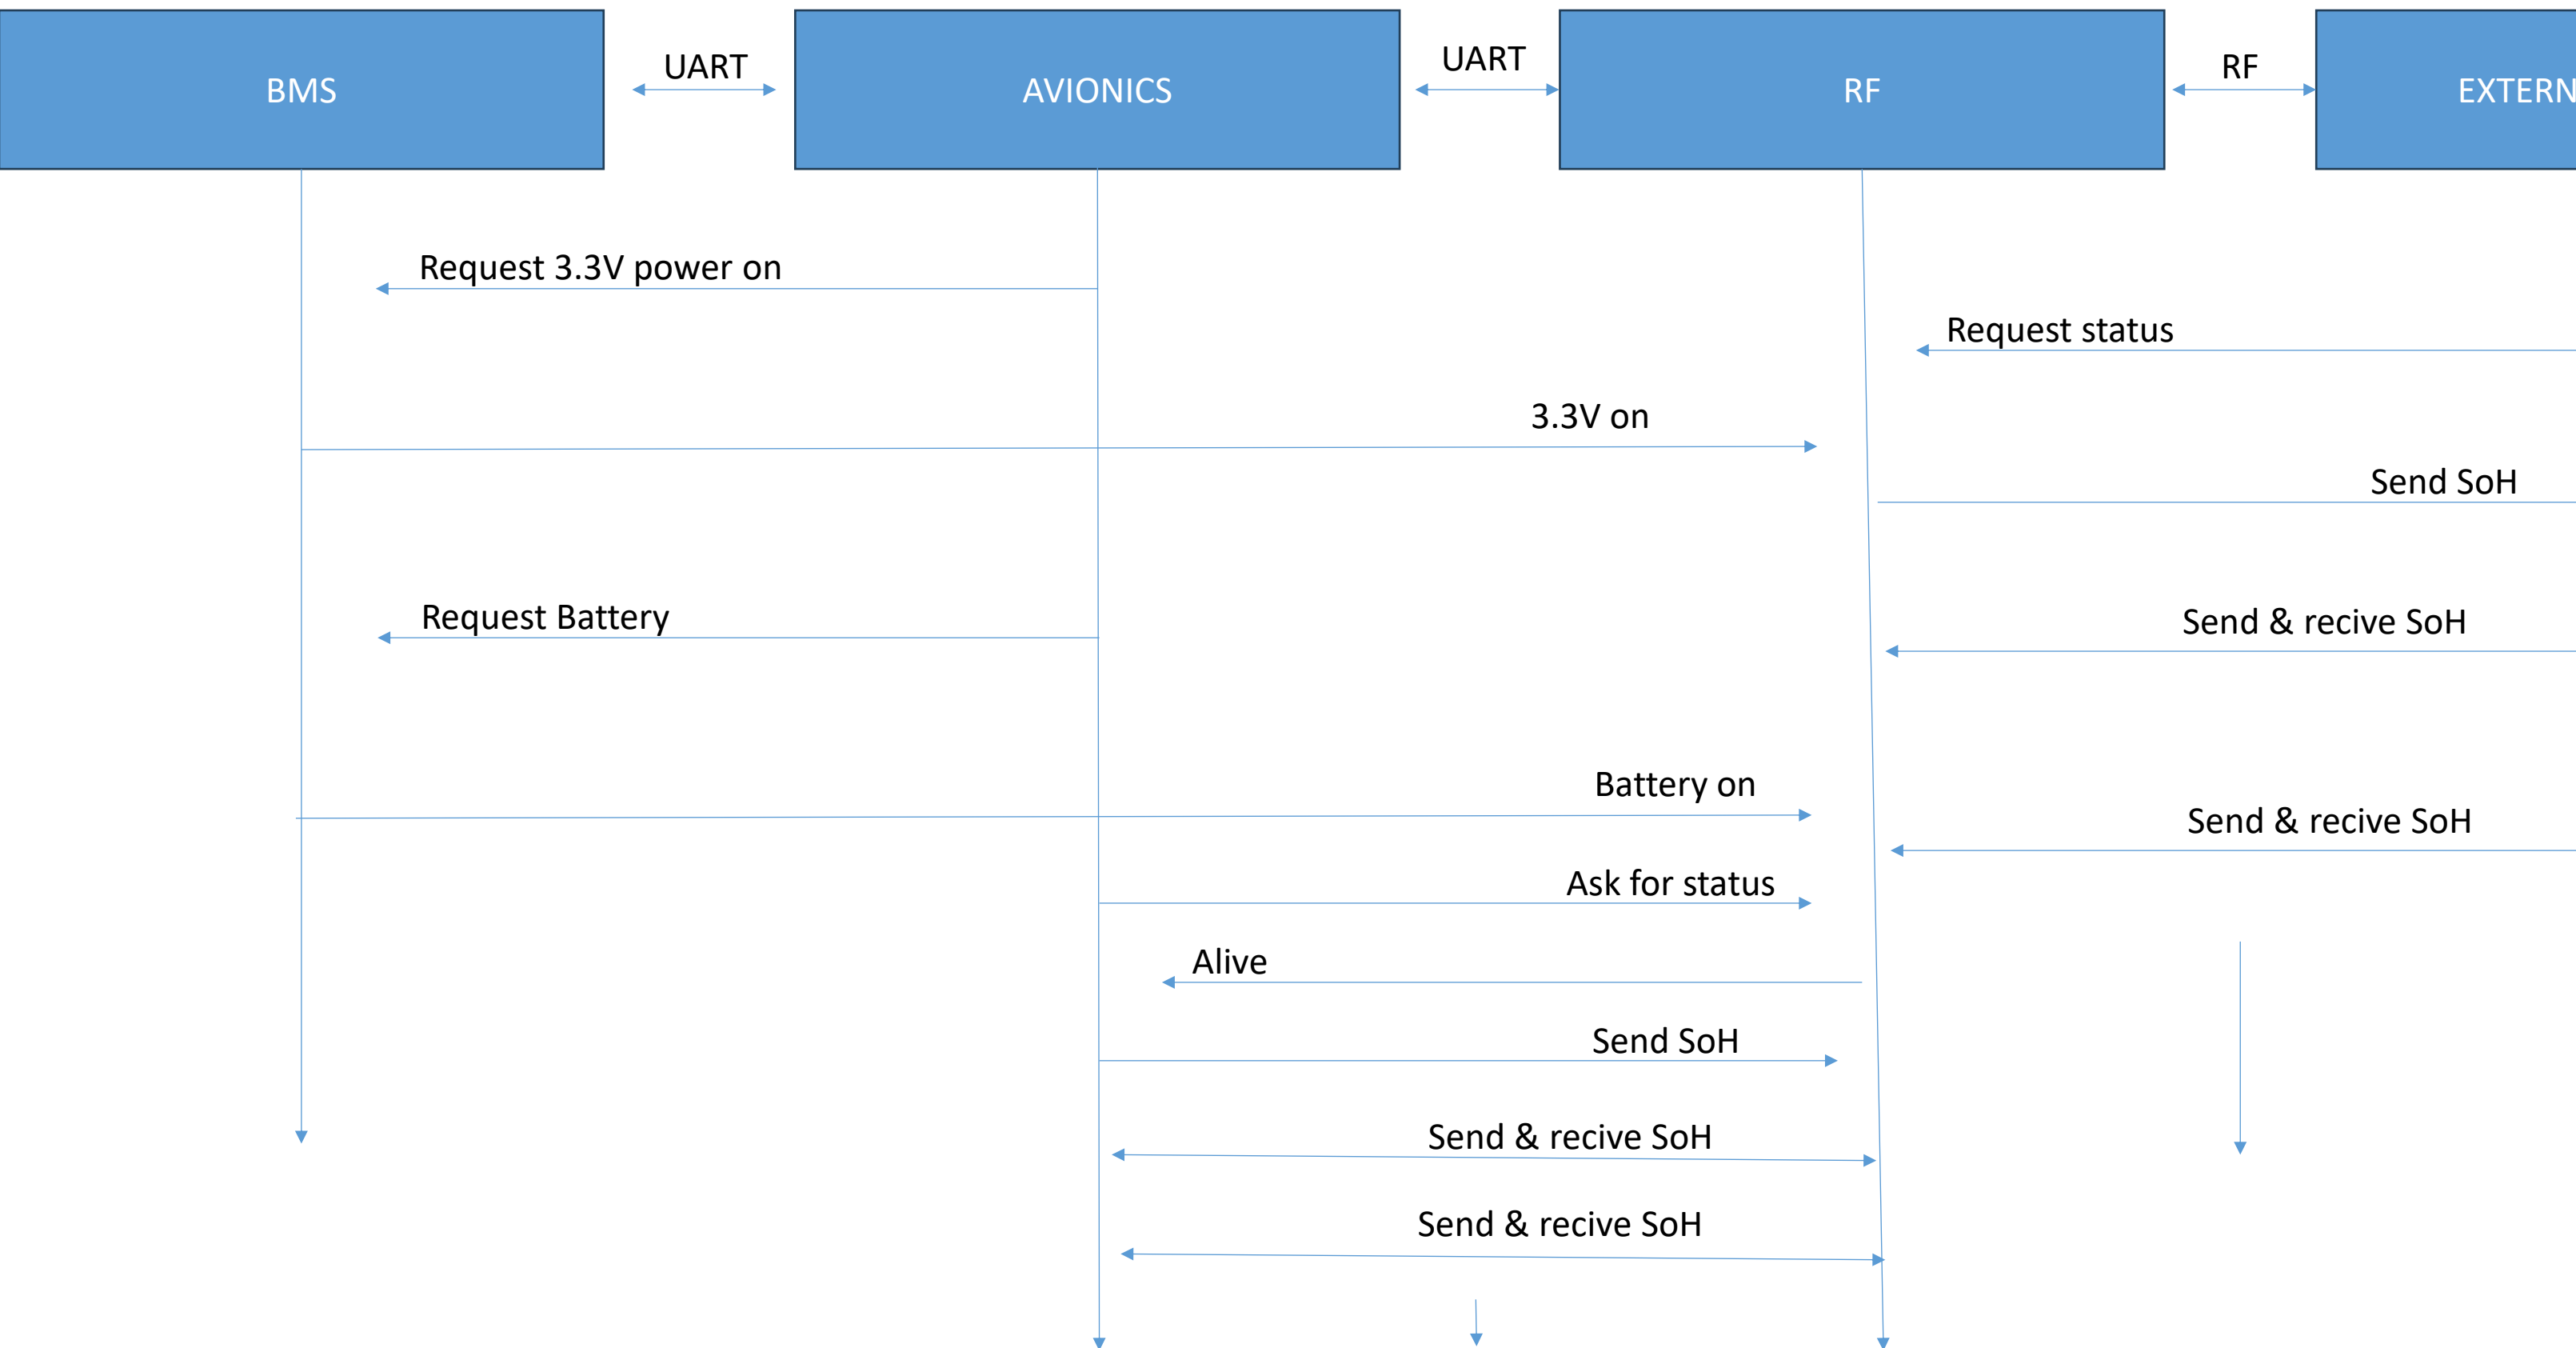 BMS
UART
AVIONICS
UART
RF
RF
EXTERN
Request 3.3V power on
Request status
3.3V on
Send SoH
Request Battery
Send & recive SoH
Battery on
Send & recive SoH
Ask for status
Alive
Send SoH
Send & recive SoH
Send & recive SoH